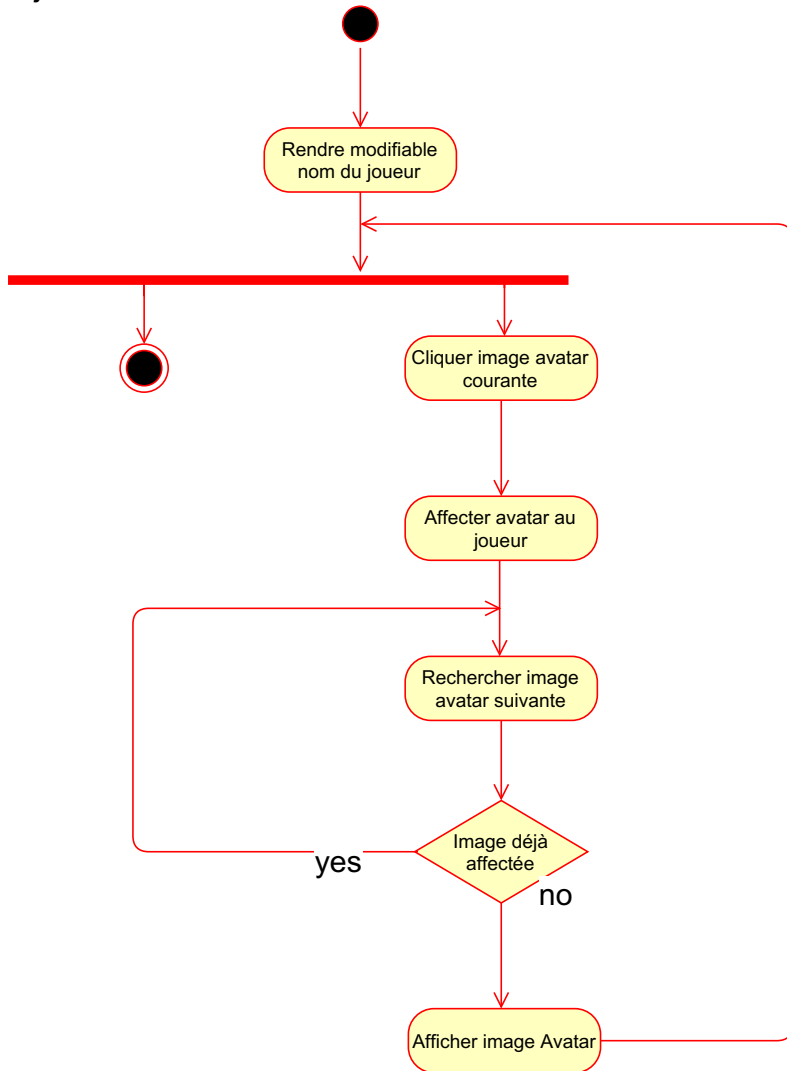 Rendre modifiable
nom du joueur
Cliquer image avatar
courante
Affecter avatar au
joueur
Rechercher image
avatar suivante
Image déjà
affectée
yes
no
Afficher image Avatar